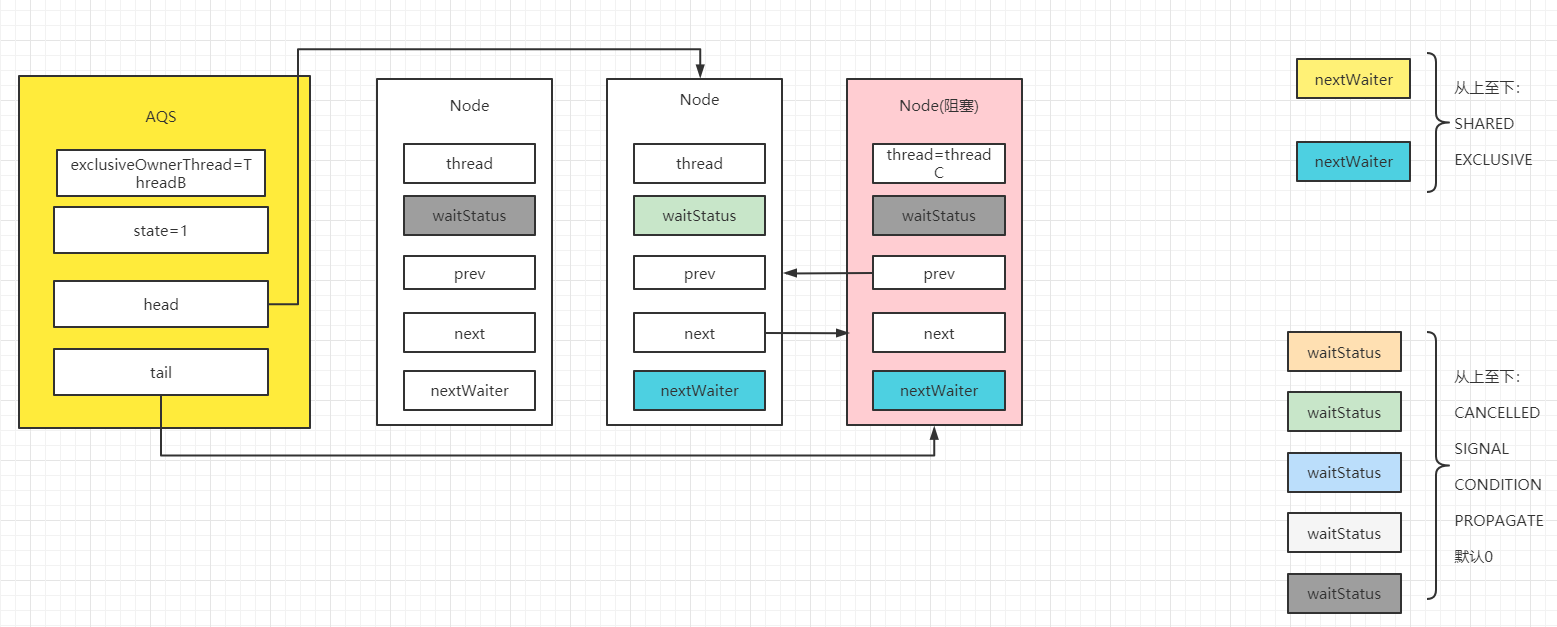 AQS
exclusiveOwnerThread=T
hreadB
state=1
head
tail
Node
thread
waitStatus
prev
next
nextWaiter
Node
thread
waitStatus
prev
next
nextWaiter
Node(阻塞)
thread=thread
C
waitStatus
prev
next
nextWaiter
nextWaiter
nextWaiter
从上至下：
SHARED
EXCLUSIVE
waitStatus
waitStatus
waitStatus
waitStatus
waitStatus
从上至下：
CANCELLED
SIGNAL
CONDITION
PROPAGATE
默认0